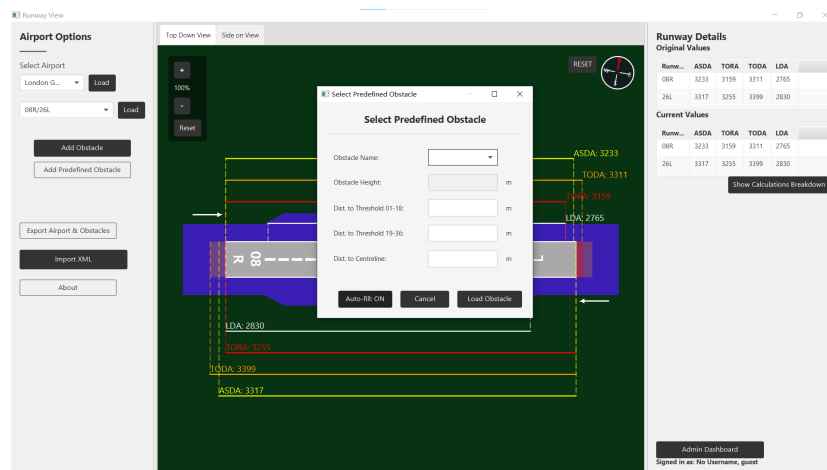 Runway View
Airport Options
Select Airport
London G...
Load
08R/26L
Load
Add Obstacle
Add Predefined Obstacle
Export Airport & Obstacles
Import XML
About
Top Down View
Side on View
+
100%
-
Reset
RESET
ASDA: 3233
TODA: 3311
TORA: 3159
LDA: 2765
08
R
L
LDA: 2830
TORA: 3255
TODA: 3399
ASDA: 3317
Select Predefined Obstacle
Select Predefined Obstacle
Obstacle Name:
Obstacle Height:
m
Dist. to Threshold 01-18:
m
Dist. to Threshold 19-36:
m
Dist. to Centreline:
m
Auto-fill: ON
Cancel
Load Obstacle
Runway Details
Original Values
Runw... ASDA TORA TODA LDA
08R 3233 3159 3311 2765
26L 3317 3255 3399 2830
Current Values
Runw... ASDA TORA TODA LDA
08R 3233 3159 3311 2765
26L 3317 3255 3399 2830
Show Calculations Breakdown
Admin Dashboard
Signed in as: No Username, guest